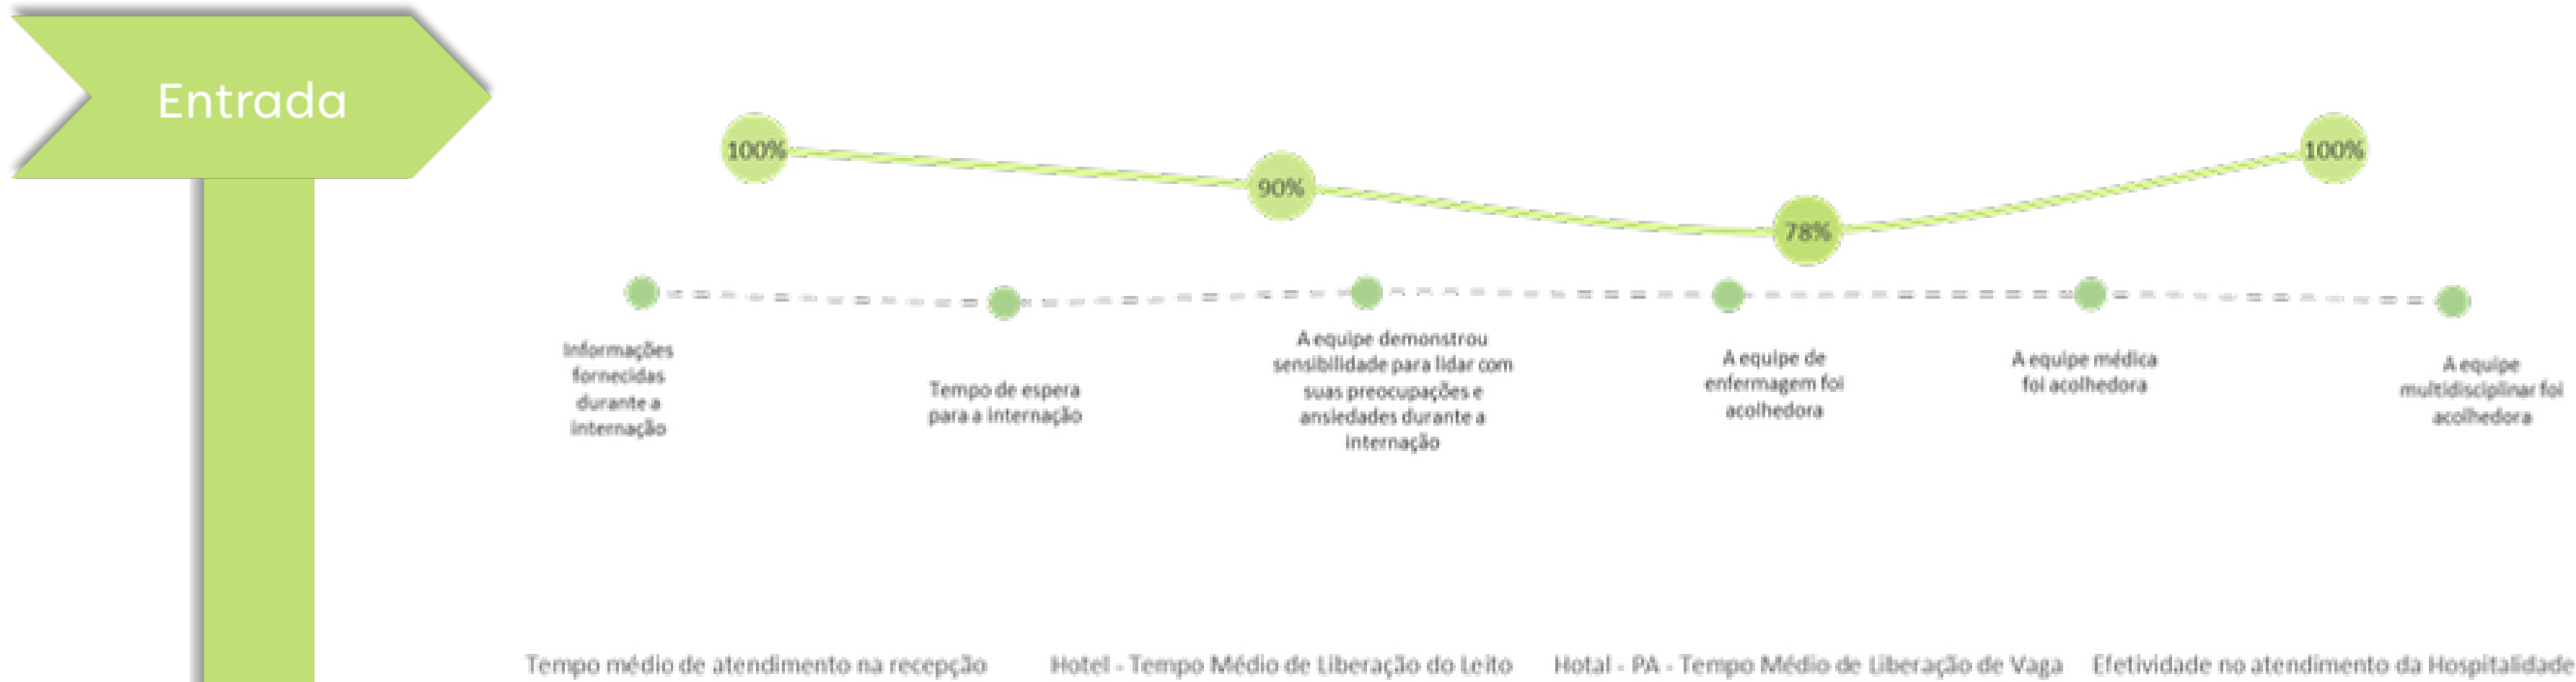 Entrada
100%
90%
78%
100%
Informações
fornecidas
durante a
internação
Tempo de espera
para a internação
A equipe demonstrou
sensibilidade para lidar com
suas preocupações e
ansiedades durante a
internação
A equipe de
enfermagem foi
acolhedora
A equipe médica
foi acolhedora
A equipe
multidisciplinar foi
acolhedora
Tempo médio de atendimento na recepção
Hotel - Tempo Médio de Liberação do Leito
Hotal - PA - Tempo Médio de Liberação de Vaga
Efetividade no atendimento da Hospitalidade